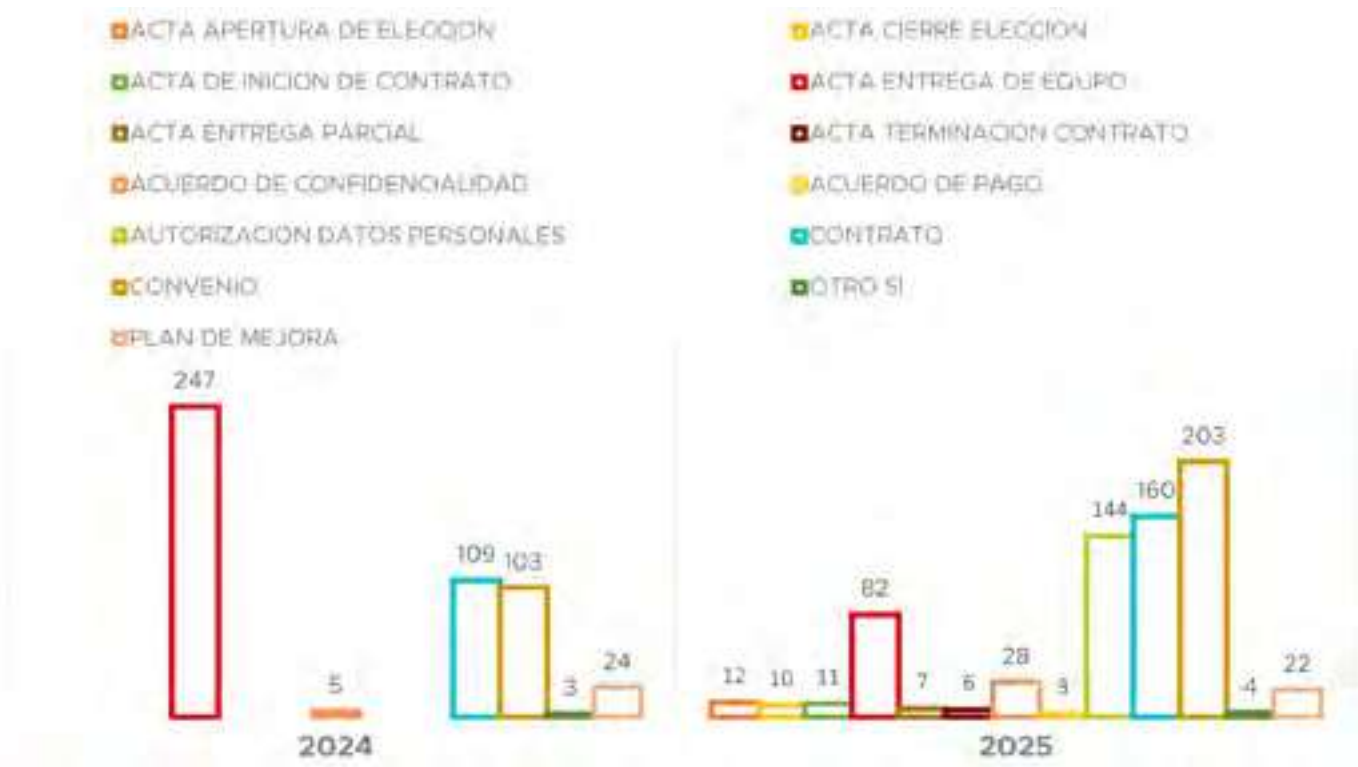 ACTA APERTURA DE ELECCION
ACTA CIERRE ELECCION
ACTA DE INICION DE CONTRATO
ACTA ENTREGA DE EQUPO
ACTA ENTREGA PARCIAL
ACTA TERMINACION CONTRATO
ACUERDO DE CONFIDENCIALIDAD
ACUERDO DE PAGO
AUTORIZACION DATOS PERSONALES
CONTRATO
CONVENIO
OTRO SI
PLAN DE MEJORA
247
5
109
103
3
24
2024
12
10
11
82
7
6
28
3
144
160
203
4
22
2025